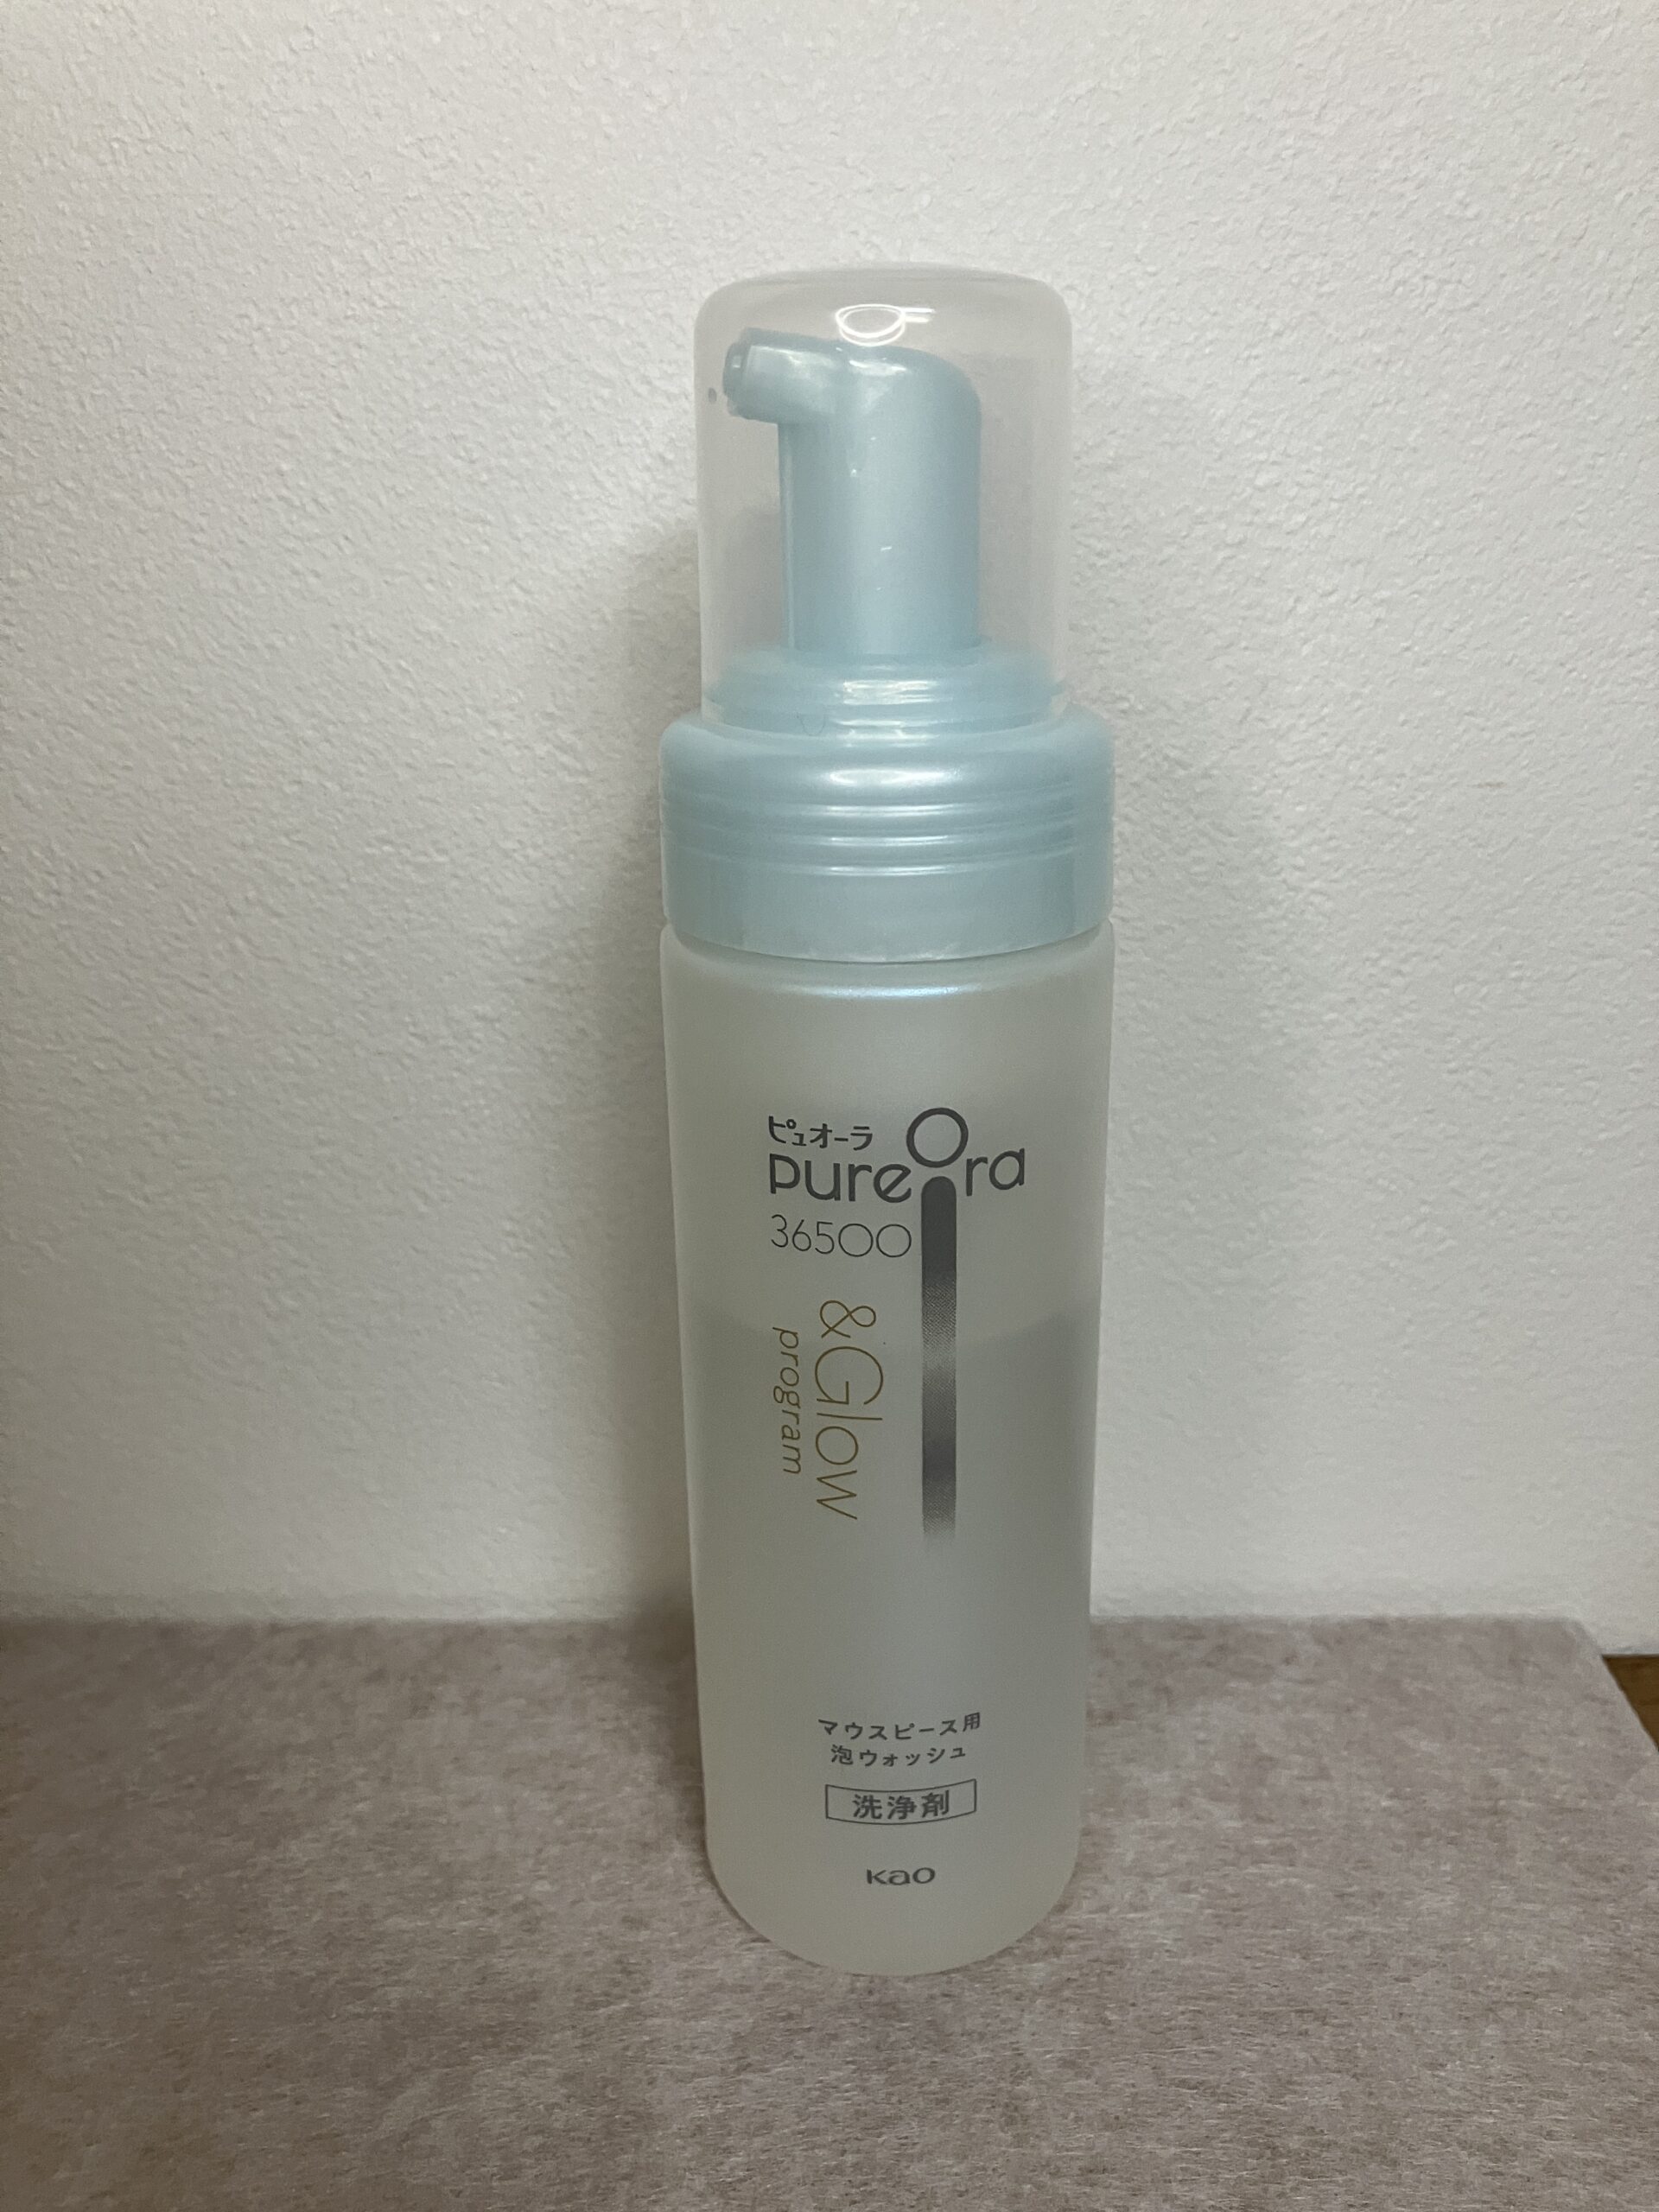 ピュオーラ
pureOra
36500
&Glow
program
マウスピース用
泡ウォッシュ
洗浄剤
Kao